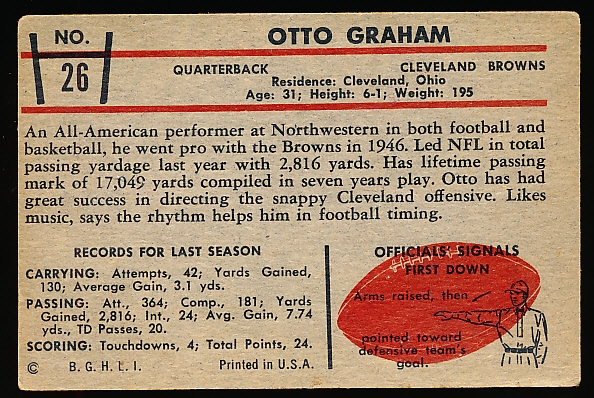 NO.
26
OTTO GRAHAM
QUARTERBACK CLEVELAND BROWNS
Residence: Cleveland, Ohio
Age: 31; Height: 6-1; Weight: 195
An All-American performer at Northwestern in both football and
basketball, he went pro with the Browns in 1946. Led NFL in total
passing yardage last year with 2,816 yards. Has lifetime passing
mark of 17,049 yards compiled in seven years play. Otto has had
great success in directing the snappy Cleveland offensive. Likes
music, says the rhythm helps him in football timing.
RECORDS FOR LAST SEASON
CARRYING: Attempts, 42; Yards Gained,
130; Average Gain, 3.1 yds.
PASSING: Att., 364; Comp., 181; Yards
Gained, 2,816; Int., 24; Avg. Gain, 7.74
yds., TD Passes, 20.
SCORING: Touchdowns, 4; Total Points, 24.
© B.G.H.L.I. Printed in U.S.A.
OFFICIALS' SIGNALS
FIRST DOWN
Arms raised, then
pointed toward
defensive team's
goal.